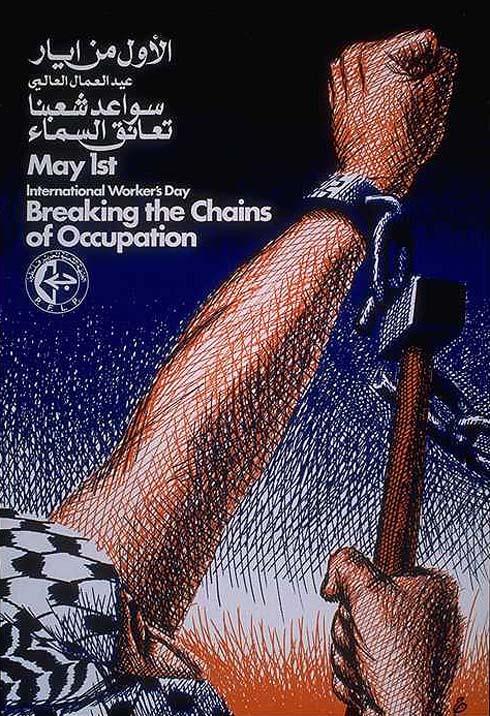 الأول من ايار
عيد العمال العالمي
سواعد شعبنا
تعانق السماء
May 1st
International Worker's Day
Breaking the Chains
of Occupation
P.F.L.P